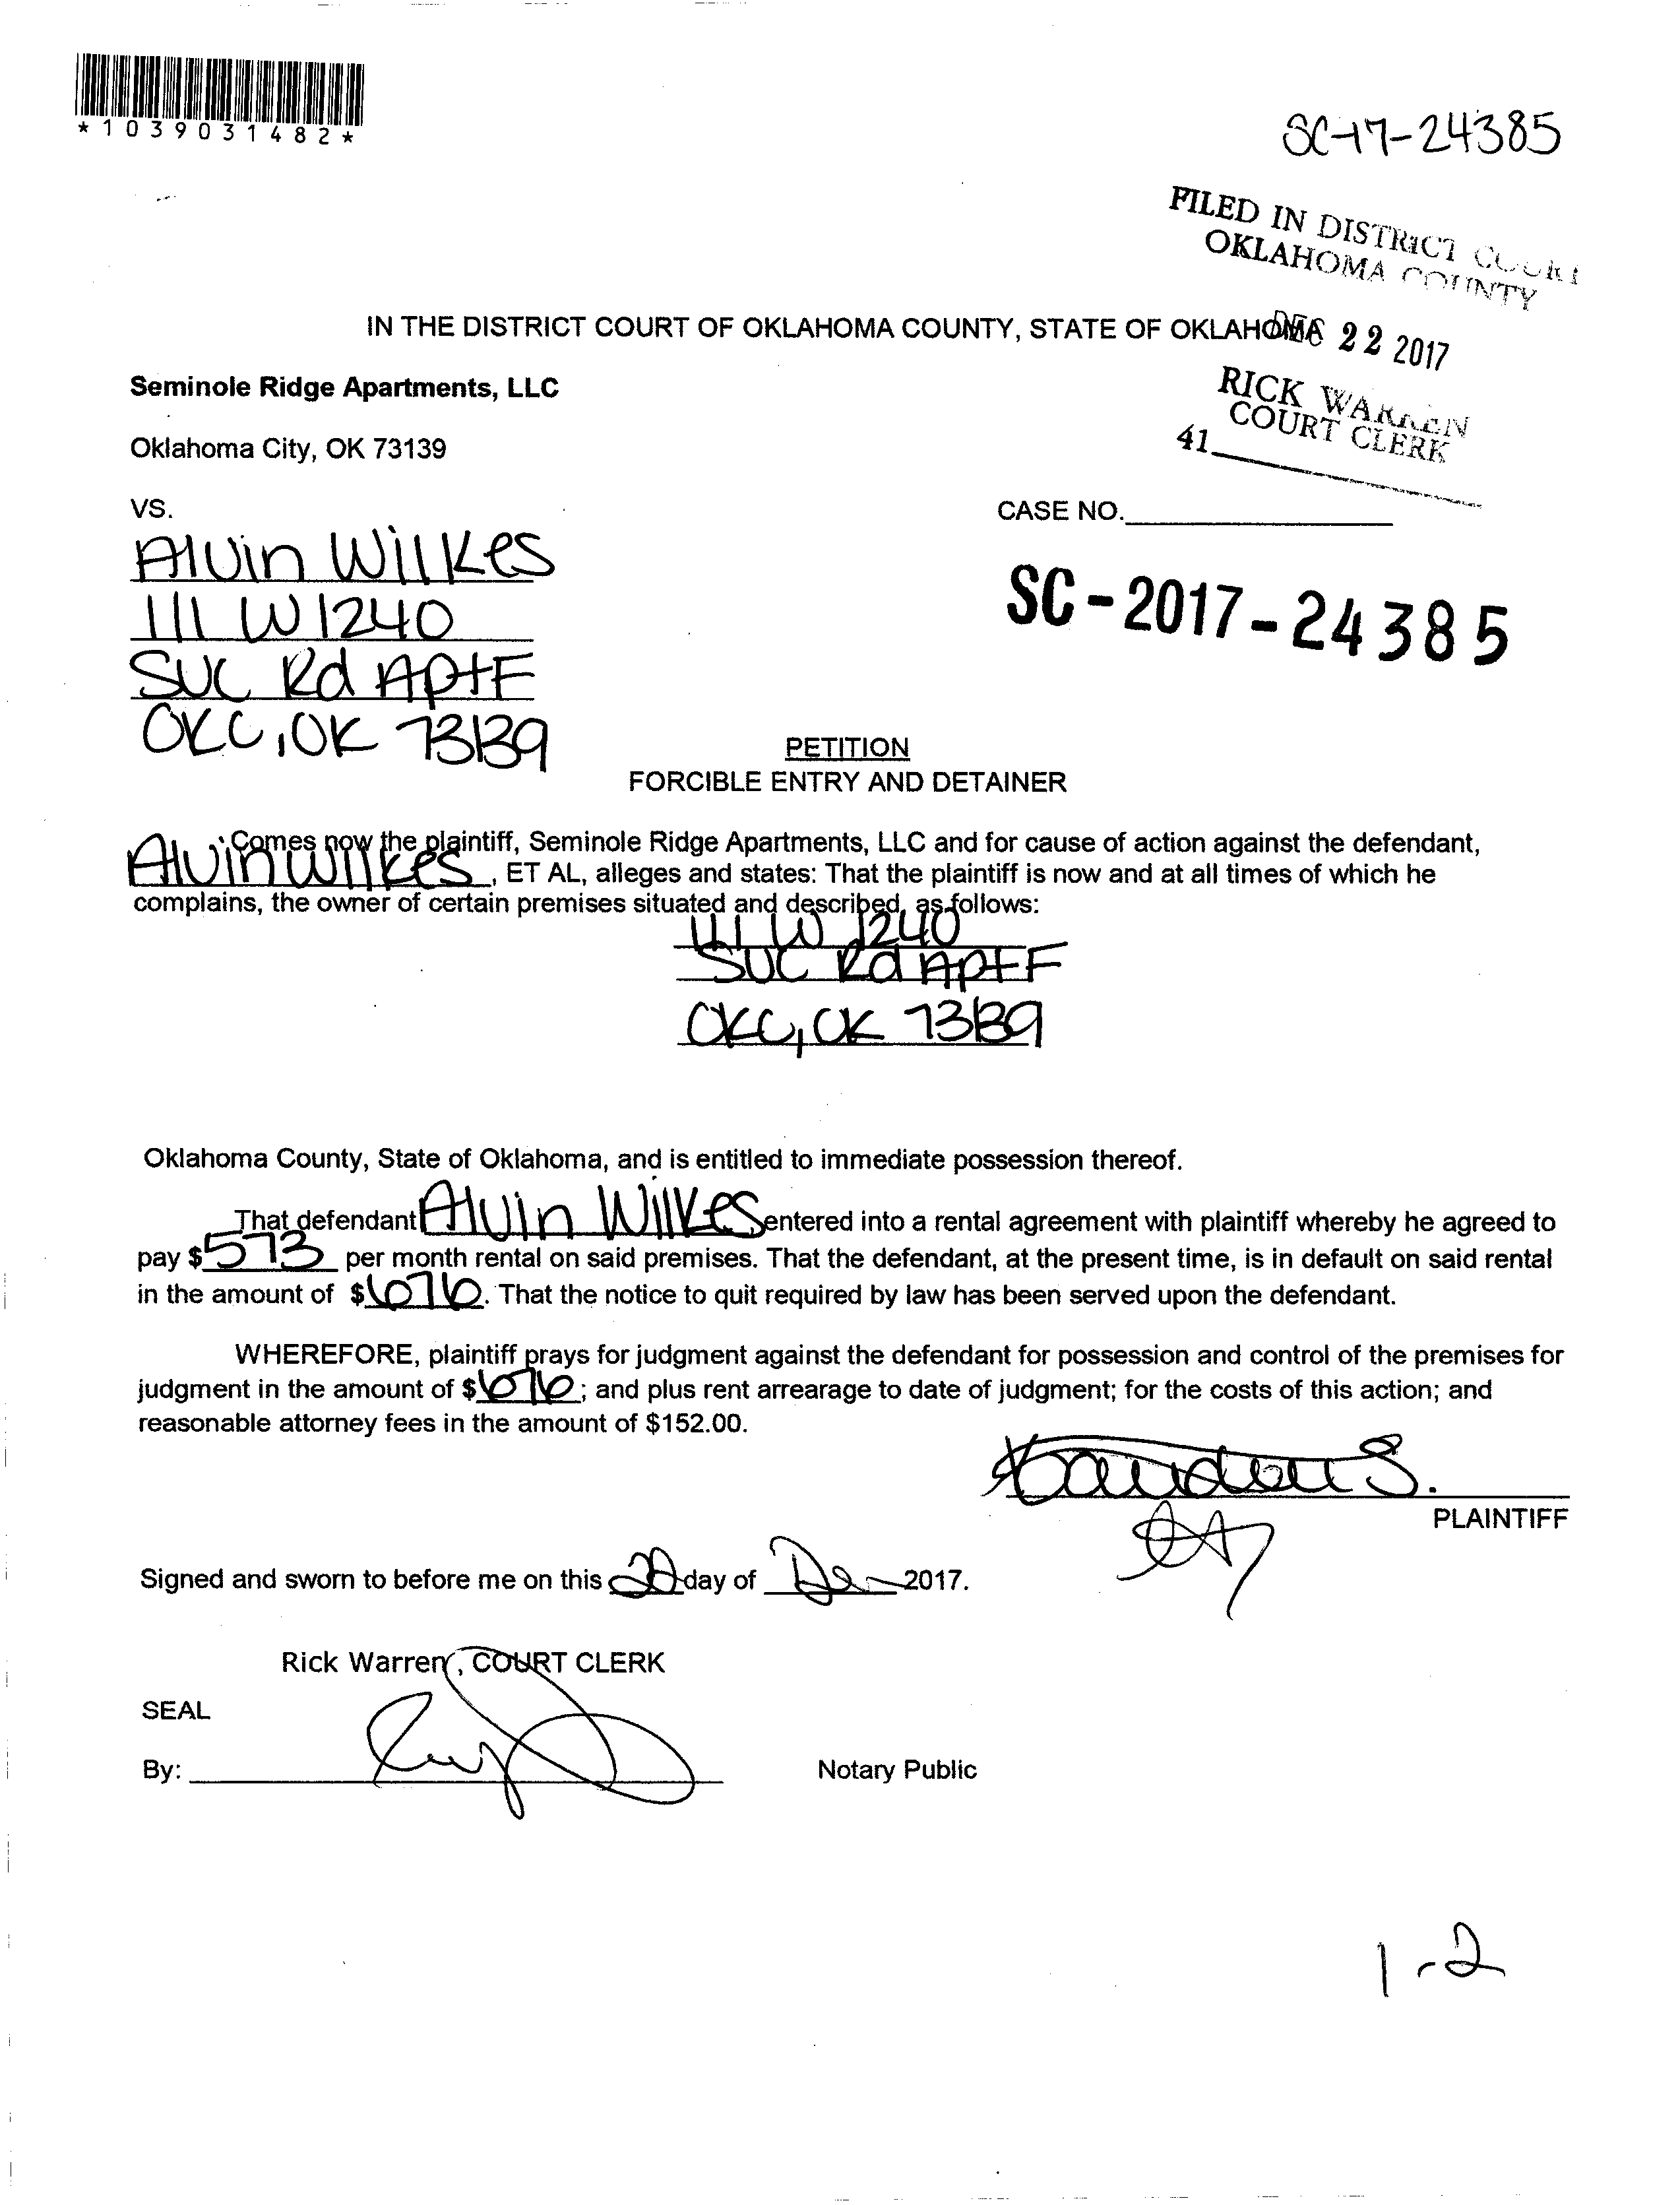 *1039031482*
SC-17-24385
FILED IN DISTRICT COURT
OKLAHOMA COUNTY
DEC 22 2017
RICK WARREN
COURT CLERK
41
IN THE DISTRICT COURT OF OKLAHOMA COUNTY, STATE OF OKLAHOMA
Seminole Ridge Apartments, LLC
Oklahoma City, OK 73139
VS.
CASE NO.
Alvin Wilkes
111 W 1240
SVC Rd APt F
OKC, OK 73139
SC-2017-24385
PETITION
FORCIBLE ENTRY AND DETAINER
Comes now the plaintiff, Seminole Ridge Apartments, LLC and for cause of action against the defendant,
Alvin Wilkes, ET AL, alleges and states: That the plaintiff is now and at all times of which he
complains, the owner of certain premises situated and described, as follows:
111 W 1240
SVC Rd APt F
OKC, OK 73139
Oklahoma County, State of Oklahoma, and is entitled to immediate possession thereof.
That defendant Alvin Wilkes entered into a rental agreement with plaintiff whereby he agreed to
pay $573 per month rental on said premises. That the defendant, at the present time, is in default on said rental
in the amount of $676. That the notice to quit required by law has been served upon the defendant.
WHEREFORE, plaintiff prays for judgment against the defendant for possession and control of the premises for
judgment in the amount of $676; and plus rent arrearage to date of judgment; for the costs of this action; and
reasonable attorney fees in the amount of $152.00.
PLAINTIFF
Signed and sworn to before me on this day of 2017.
Rick Warren, COURT CLERK
SEAL
By:
Notary Public
1-2